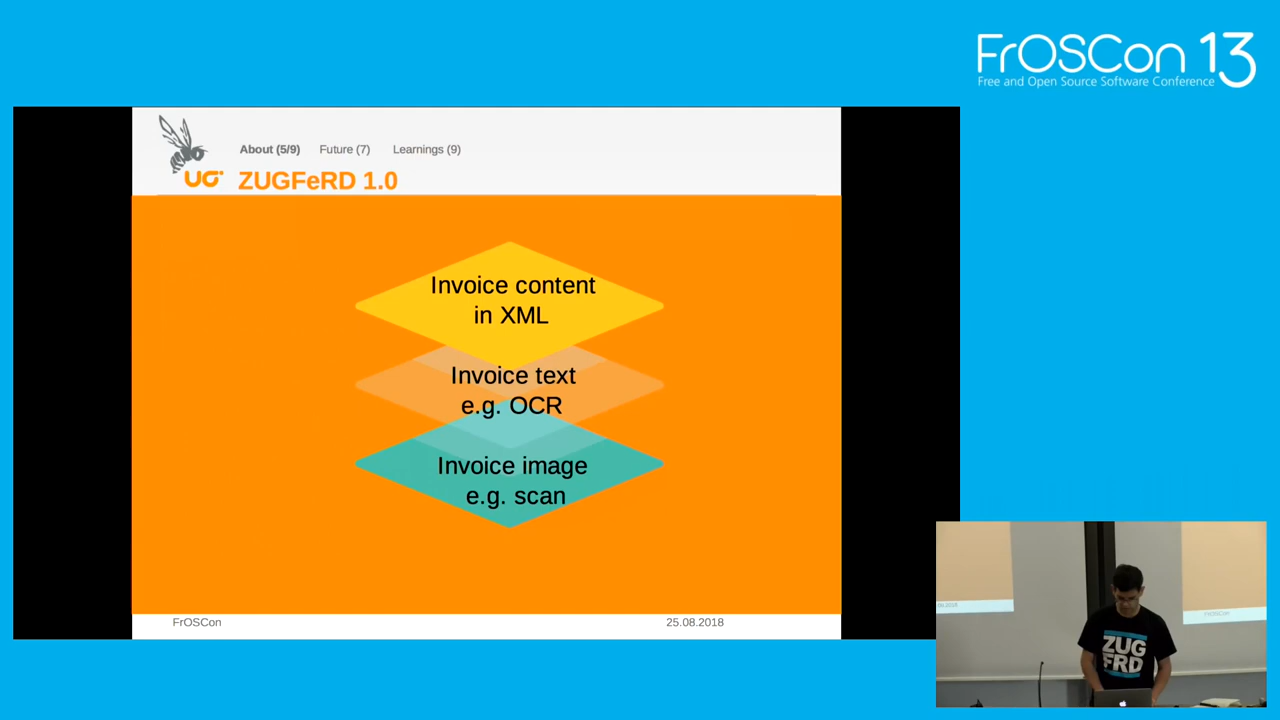 FrOSCon 13
Free and Open Source Software Conference
About (5/9) Future (7) Learnings (9)
UG
ZUGFeRD 1.0
Invoice content
in XML
Invoice text
e.g. OCR
Invoice image
e.g. scan
FrOSCon
25.08.2018
FrOSCon
ZUG
FRD